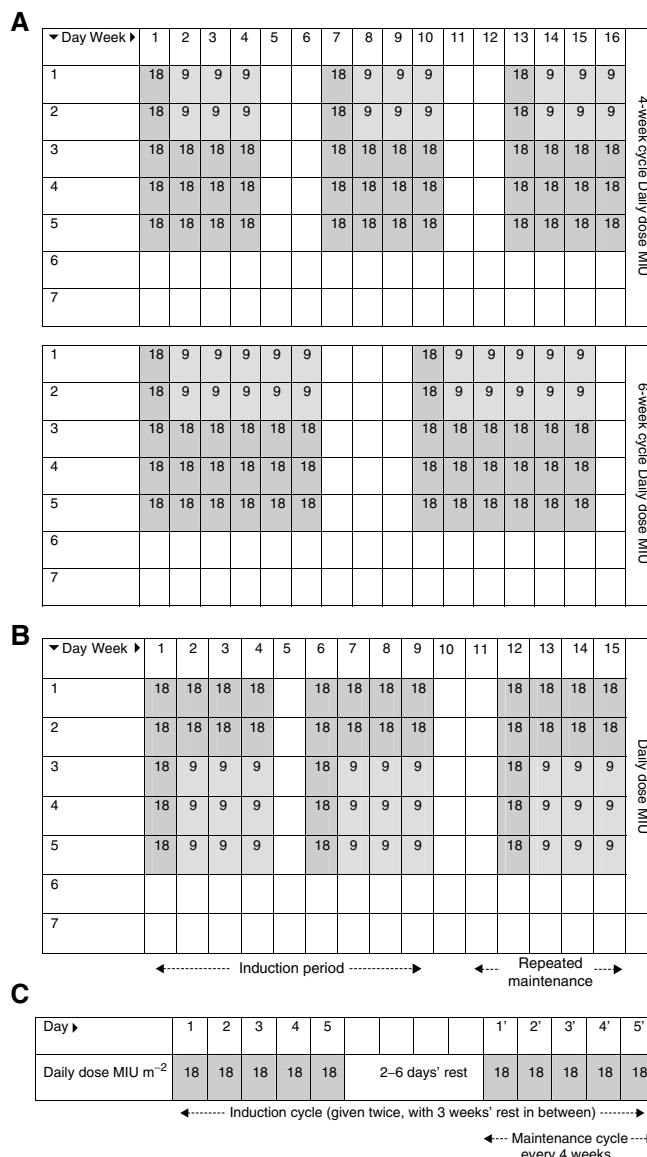 A
Day Week 1 2 3 4 5 6 7 8 9 10 11 12 13 14 15 16
1 18 9 9 9 18 9 9 9 18 9 9 9
2 18 9 9 9 18 9 9 9 18 9 9 9
3 18 18 18 18 18 18 18 18 18 18 18 18
4 18 18 18 18 18 18 18 18 18 18 18 18
5 18 18 18 18 18 18 18 18 18 18 18 18
6
7
4-week cycle Daily dose MIU
1 18 9 9 9 9 9 18 9 9 9 9 9
2 18 9 9 9 9 9 18 9 9 9 9 9
3 18 18 18 18 18 18 18 18 18 18 18 18
4 18 18 18 18 18 18 18 18 18 18 18 18
5 18 18 18 18 18 18 18 18 18 18 18 18
6
7
6-week cycle Daily dose MIU
B
Day Week 1 2 3 4 5 6 7 8 9 10 11 12 13 14 15
1 18 18 18 18 18 18 18 18 18 18 18 18
2 18 18 18 18 18 18 18 18 18 18 18 18
3 18 9 9 9 18 9 9 9 18 9 9 9
4 18 9 9 9 18 9 9 9 18 9 9 9
5 18 9 9 9 18 9 9 9 18 9 9 9
6
7
Daily dose MIU
Induction period
Repeated
maintenance
C
Day 1 2 3 4 5 1' 2' 3' 4' 5'
Daily dose MIU m⁻² 18 18 18 18 18 2–6 days' rest 18 18 18 18 18
Induction cycle (given twice, with 3 weeks' rest in between)
Maintenance cycle
every 4 weeks